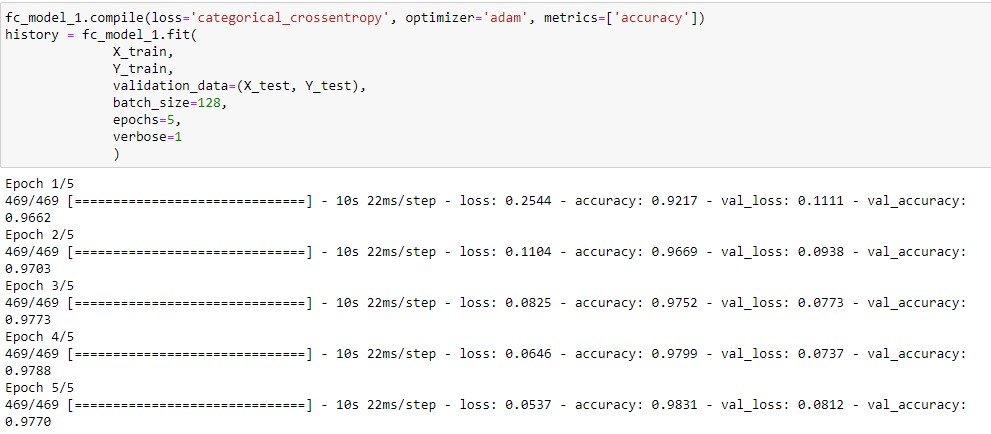 fc_model_1.compile(loss='categorical_crossentropy', optimizer='adam', metrics=['accuracy'])
history = fc_model_1.fit(
X_train,
Y_train,
validation_data=(X_test, Y_test),
batch_size=128,
epochs=5,
verbose=1
)
Epoch 1/5
469/469 [==============================] - 10s 22ms/step - loss: 0.2544 - accuracy: 0.9217 - val_loss: 0.1111 - val_accuracy:
0.9662
Epoch 2/5
469/469 [==============================] - 10s 22ms/step - loss: 0.1104 - accuracy: 0.9669 - val_loss: 0.0938 - val_accuracy:
0.9703
Epoch 3/5
469/469 [==============================] - 10s 22ms/step - loss: 0.0825 - accuracy: 0.9752 - val_loss: 0.0773 - val_accuracy:
0.9773
Epoch 4/5
469/469 [==============================] - 10s 22ms/step - loss: 0.0646 - accuracy: 0.9799 - val_loss: 0.0737 - val_accuracy:
0.9788
Epoch 5/5
469/469 [==============================] - 10s 22ms/step - loss: 0.0537 - accuracy: 0.9831 - val_loss: 0.0812 - val_accuracy:
0.9770